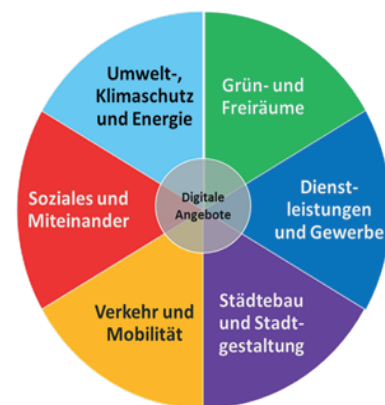 Umwelt-,
Klimaschutz
und Energie
Grün- und
Freiräume
Soziales und
Miteinander
Digitale
Angebote
Dienst-
leistungen
und Gewerbe
Verkehr und
Mobilität
Städtebau
und Stadt-
gestaltung